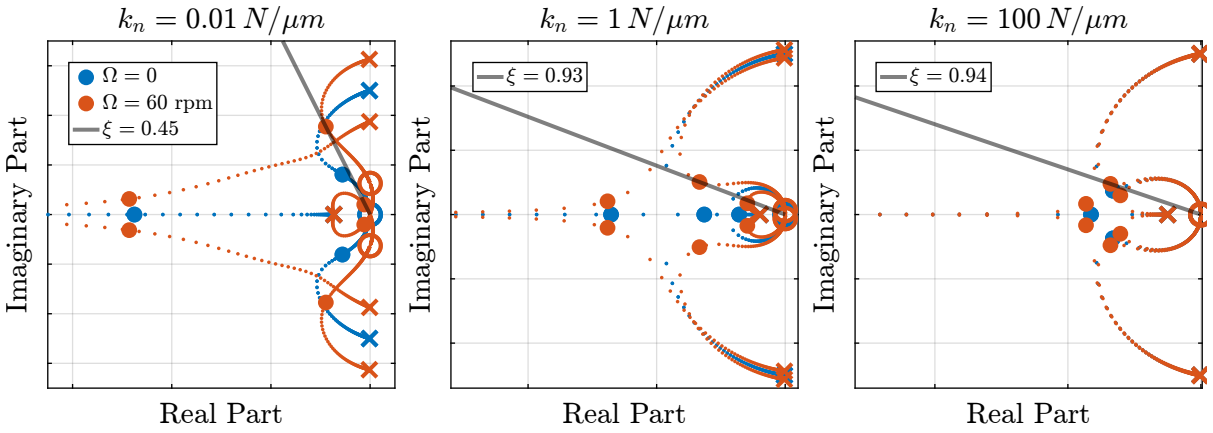 k_n = 0.01 N/μm
k_n = 1 N/μm
k_n = 100 N/μm
Ω = 0
Ω = 60 rpm
ξ = 0.45
ξ = 0.93
ξ = 0.94
Imaginary Part
Imaginary Part
Imaginary Part
Real Part
Real Part
Real Part